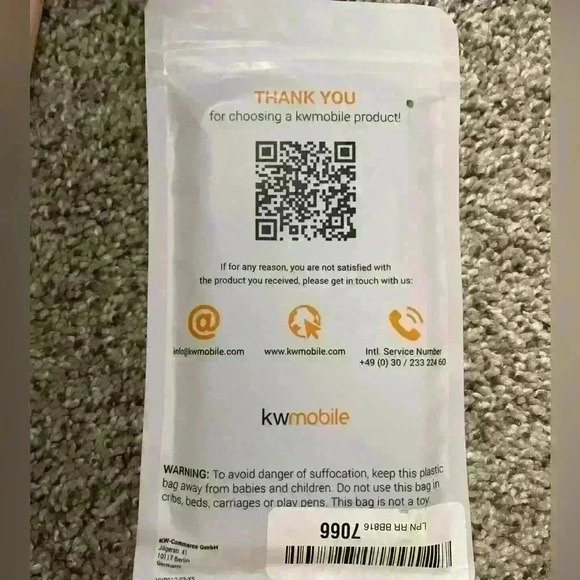 THANK YOU
for choosing a kwmobile product!
If for any reason, you are not satisfied with
the product you received, please get in touch with us:
info@kwmobile.com
www.kwmobile.com
Intl. Service Number
+49 (0) 30 / 233 224 60
kwmobile
WARNING: To avoid danger of suffocation, keep this plastic
bag away from babies and children. Do not use this bag in
cribs, beds, carriages or play pens. This bag is not a toy.
LPN RR BB816 7066
KW-Commerce GmbH
Jägerstr. 41
10117 Berlin
Germany